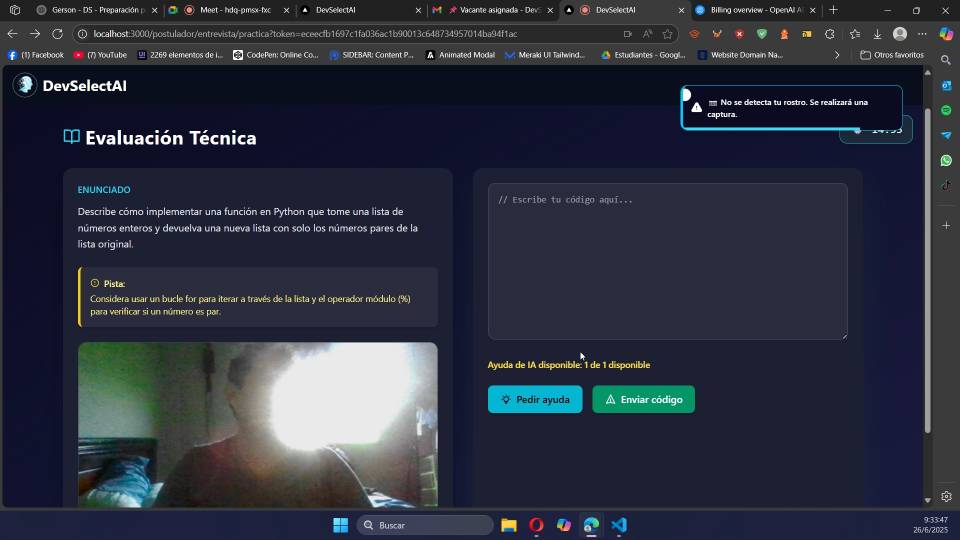 Gerson - DS - Preparación p
Meet - hdq-pmsx-fxc
DevSelectAI
Vacante asignada - DevS
DevSelectAI
Billing overview - OpenAI A
localhost:3000/postulador/entrevista/practica?token=eceecfb1697c1fa036ac1b90013c648734957014ba94f1ac
(1) Facebook
(7) YouTube
2269 elementos de i...
CodePen: Online Co...
SIDEBAR: Content P...
Animated Modal
Meraki UI Tailwind...
Estudiantes - Googl...
Website Domain Na...
Otros favoritos
DevSelectAI
No se detecta tu rostro. Se realizará una
captura.
Evaluación Técnica
ENUNCIADO
Describe cómo implementar una función en Python que tome una lista de
números enteros y devuelva una nueva lista con solo los números pares de la
lista original.
Pista:
Considera usar un bucle for para iterar a través de la lista y el operador módulo (%)
para verificar si un número es par.
// Escribe tu código aquí...
Ayuda de IA disponible: 1 de 1 disponible
Pedir ayuda
Enviar código
Buscar
9:33:47
26/6/2025